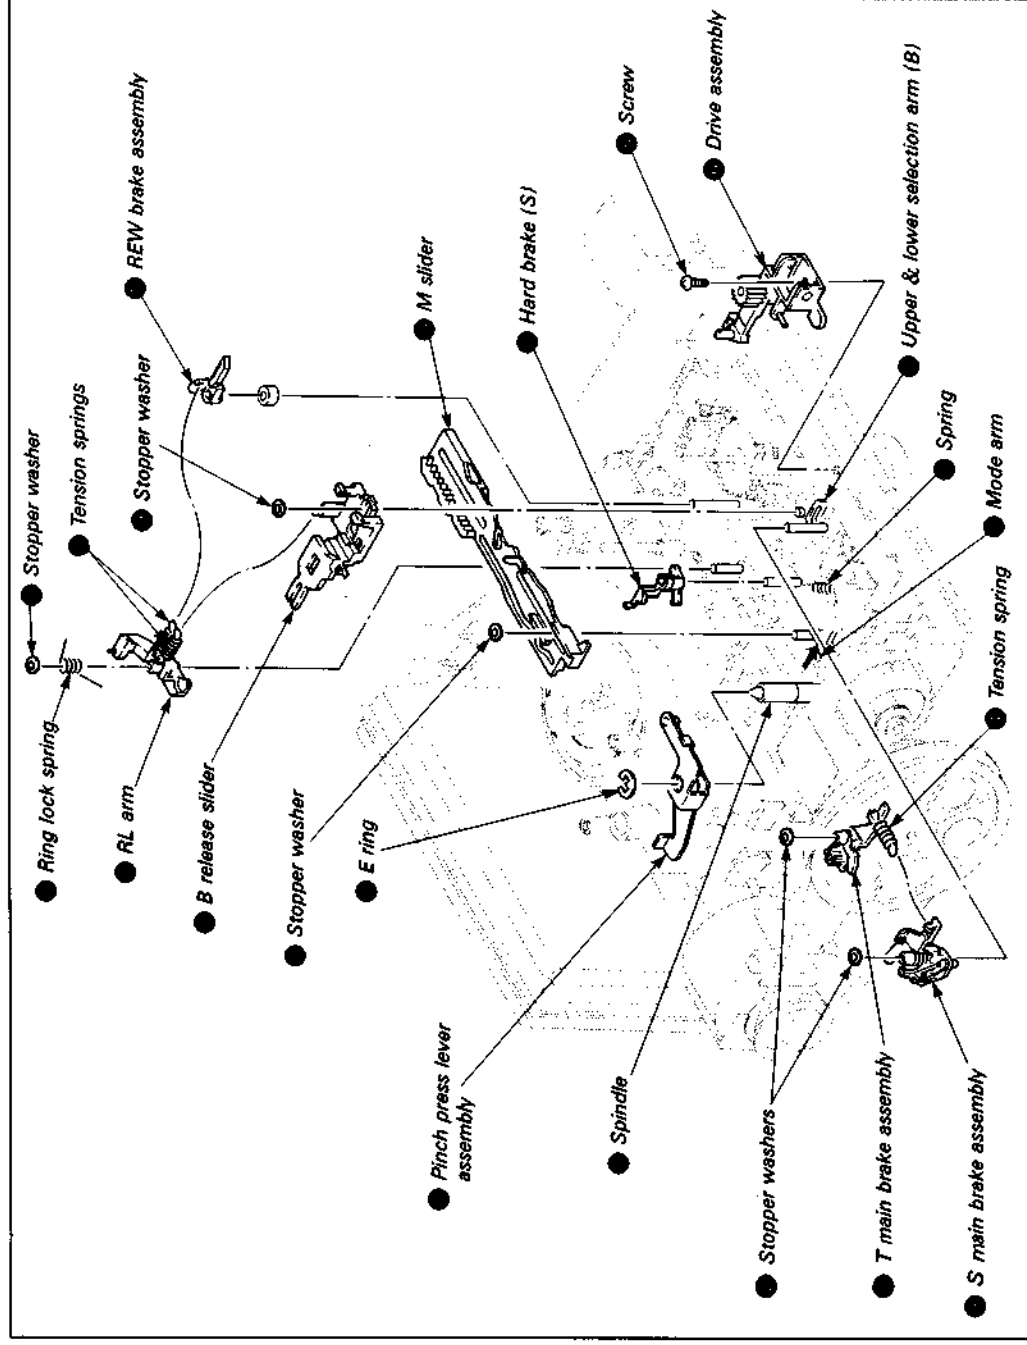 Stopper washer
Tension springs
Stopper washer
REW brake assembly
Ring lock spring
RL arm
B release slider
Stopper washer
E ring
M slider
Hard brake (S)
Screw
Drive assembly
Upper & lower selection arm (B)
Spring
Mode arm
Tension spring
Pinch press lever
assembly
Spindle
Stopper washers
T main brake assembly
S main brake assembly